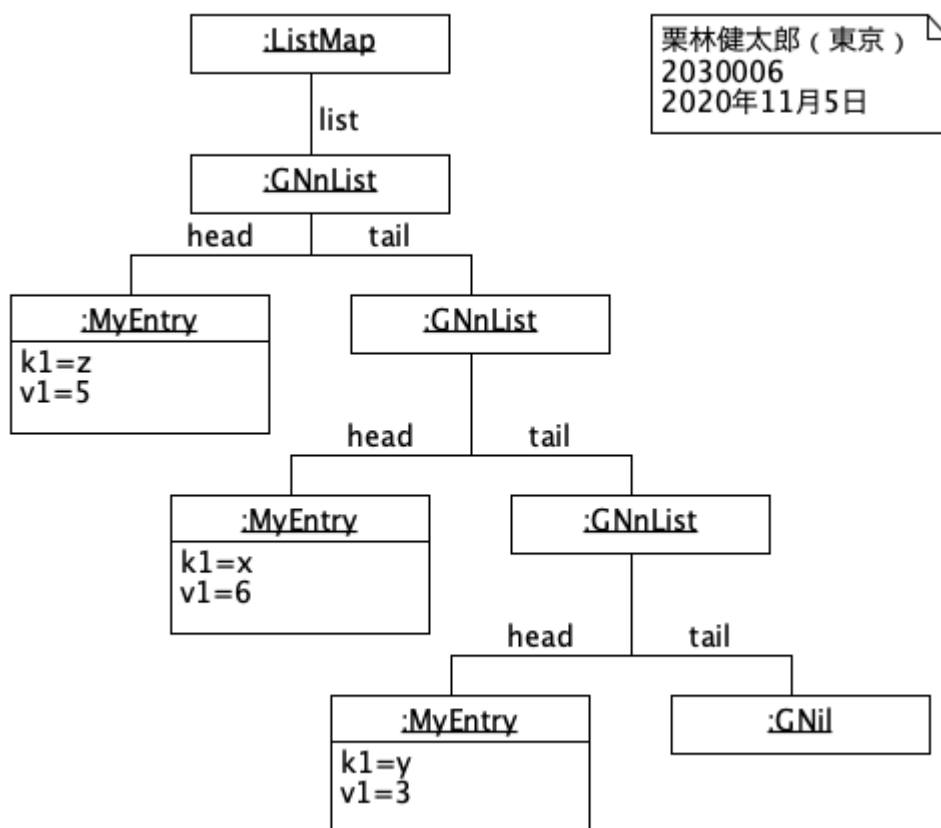 :ListMap
栗林健太郎（東京）
2030006
2020年11月5日
list
:GNnList
head tail
:MyEntry
k1=z
v1=5
:GNnList
head tail
:MyEntry
k1=x
v1=6
:GNnList
head tail
:MyEntry
k1=y
v1=3
:GNil